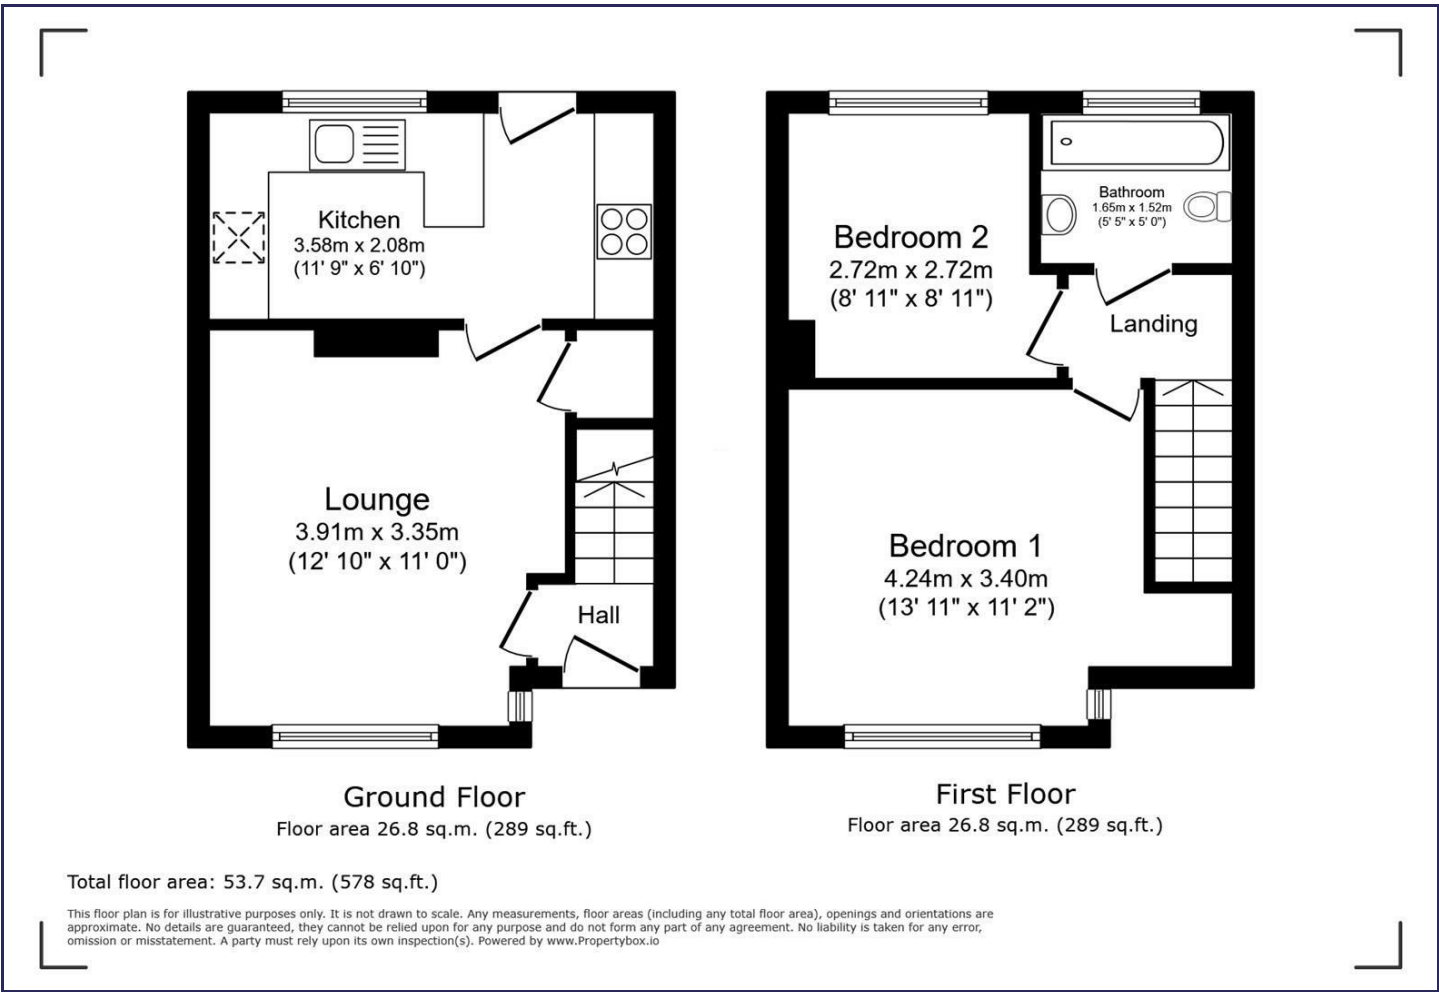 Kitchen
3.58m x 2.08m
(11' 9" x 6' 10")
Lounge
3.91m x 3.35m
(12' 10" x 11' 0")
Hall
Ground Floor
Floor area 26.8 sq.m. (289 sq.ft.)
Bathroom
1.65m x 1.52m
(5' 5" x 5' 0")
Bedroom 2
2.72m x 2.72m
(8' 11" x 8' 11")
Landing
Bedroom 1
4.24m x 3.40m
(13' 11" x 11' 2")
First Floor
Floor area 26.8 sq.m. (289 sq.ft.)
Total floor area: 53.7 sq.m. (578 sq.ft.)
This floor plan is for illustrative purposes only. It is not drawn to scale. Any measurements, floor areas (including any total floor area), openings and orientations are
approximate. No details are guaranteed, they cannot be relied upon for any purpose and do not form any part of any agreement. No liability is taken for any error,
omission or misstatement. A party must rely upon its own inspection(s). Powered by www.Propertybox.io